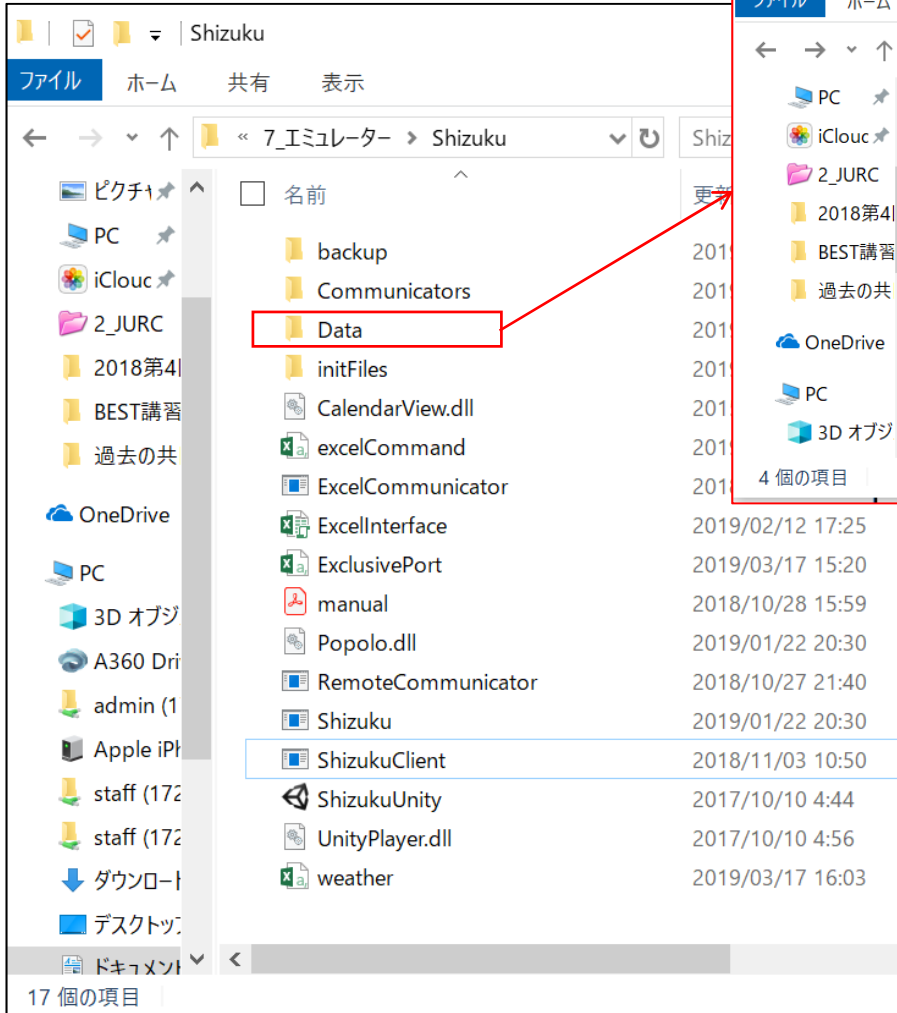 Shizuku
ファイル ホーム 共有 表示
« 7_エミュレーター > Shizuku
Shiz
ピクチャ
PC
iClouc
2_JURC
2018第4
BEST講習
過去の共
OneDrive
PC
3D オブジ
A360 Dri
admin (1
Apple iPh
staff (172
staff (172
ダウンロード
デスクトップ
ドキュメント
名前 更新
backup 201
Communicators 201
Data 201
initFiles 201
CalendarView.dll 201
excelCommand 201
ExcelCommunicator 2018
ExcelInterface 2019/02/12 17:25
ExclusivePort 2019/03/17 15:20
manual 2018/10/28 15:59
Popolo.dll 2019/01/22 20:30
RemoteCommunicator 2018/10/27 21:40
Shizuku 2019/01/22 20:30
ShizukuClient 2018/11/03 10:50
ShizukuUnity 2017/10/10 4:44
UnityPlayer.dll 2017/10/10 4:56
weather 2019/03/17 16:03
17 個の項目
ファイル ホーム
PC
iClouc
2_JURC
2018第4
BEST講習
過去の共
OneDrive
PC
3D オブジ
4 個の項目